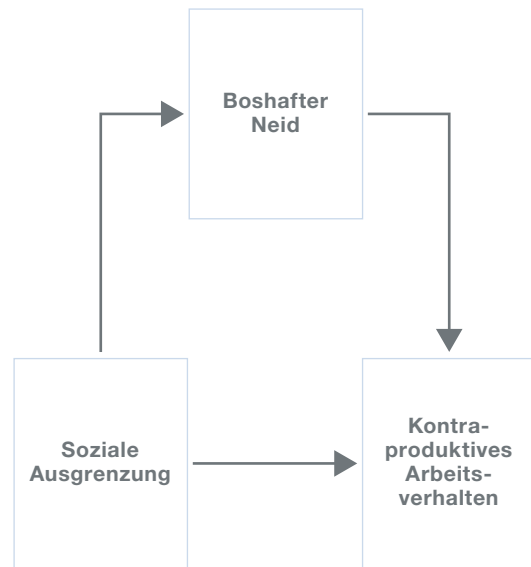 Boshafter
Neid
Soziale
Ausgrenzung
Kontra-
produktives
Arbeits-
verhalten